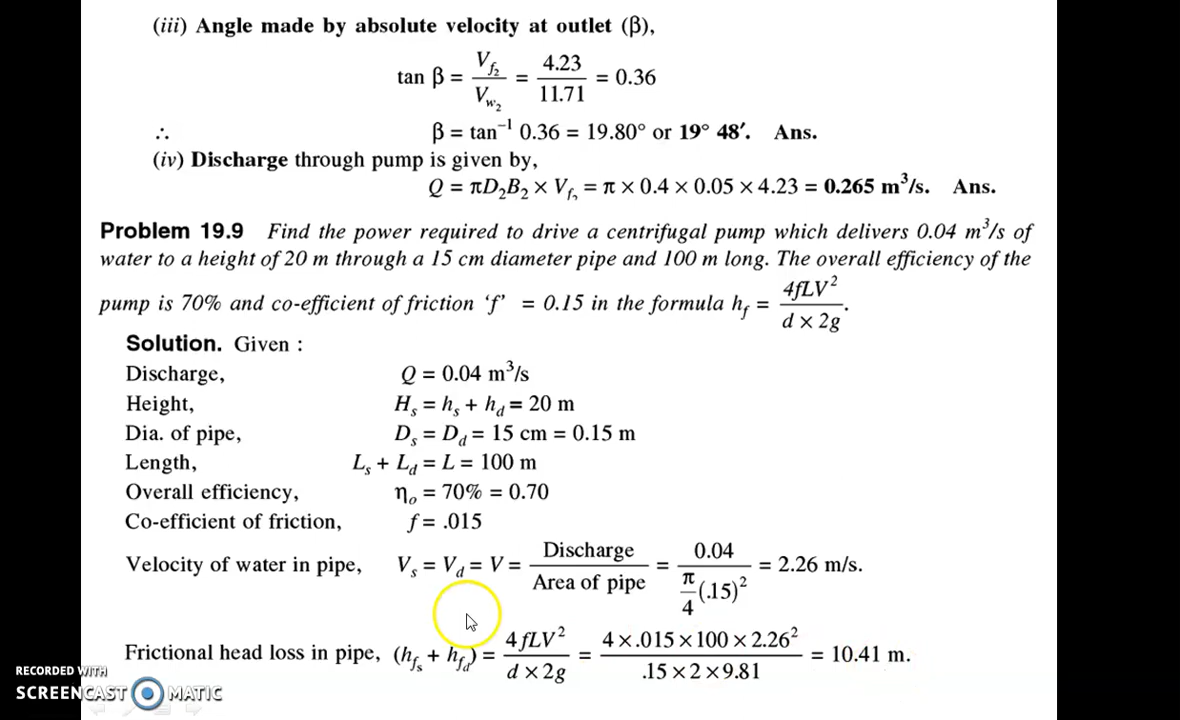 (iii) Angle made by absolute velocity at outlet (β),
tan β = V_f₂ / V_w₂ = 4.23 / 11.71 = 0.36
∴ β = tan⁻¹ 0.36 = 19.80° or 19° 48′. Ans.
(iv) Discharge through pump is given by,
Q = πD₂B₂ × V_f₂ = π × 0.4 × 0.05 × 4.23 = 0.265 m³/s. Ans.
Problem 19.9 Find the power required to drive a centrifugal pump which delivers 0.04 m³/s of
water to a height of 20 m through a 15 cm diameter pipe and 100 m long. The overall efficiency of the
pump is 70% and co-efficient of friction ‘f’ = 0.15 in the formula h_f = 4fLV² / d × 2g.
Solution. Given :
Discharge, Q = 0.04 m³/s
Height, H_s = h_s + h_d = 20 m
Dia. of pipe, D_s = D_d = 15 cm = 0.15 m
Length, L_s + L_d = L = 100 m
Overall efficiency, η_o = 70% = 0.70
Co-efficient of friction, f = .015
Velocity of water in pipe, V_s = V_d = V = Discharge / Area of pipe = 0.04 / π/4 (.15)² = 2.26 m/s.
Frictional head loss in pipe, (h_fs + h_fd) = 4fLV² / d × 2g = 4 × .015 × 100 × 2.26² / .15 × 2 × 9.81 = 10.41 m.
RECORDED WITH
SCREENCAST MATIC